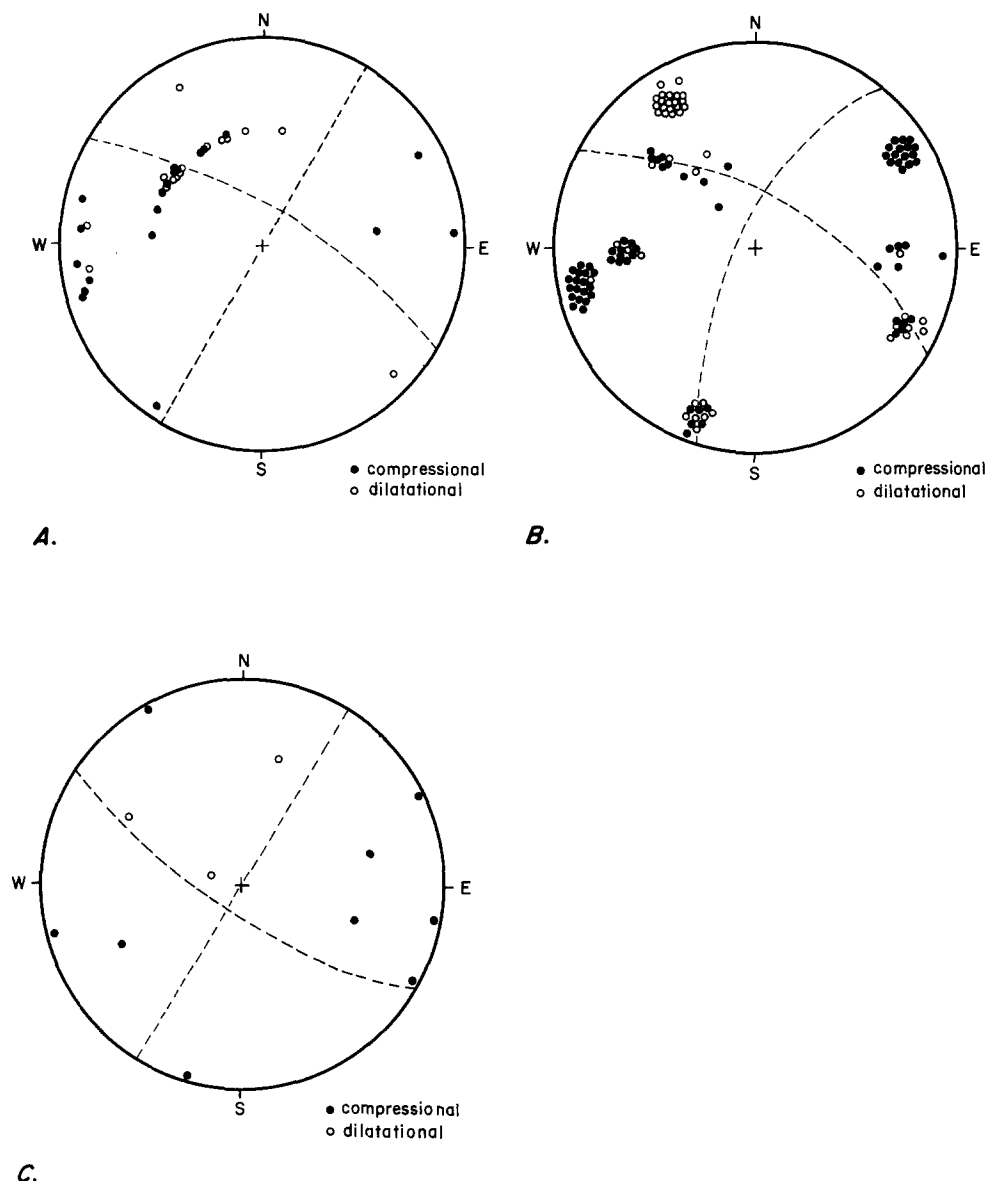 N
W
E
S
● compressional
○ dilatational
A.
N
W
E
S
● compressional
○ dilatational
B.
N
W
E
S
● compressional
○ dilatational
C.